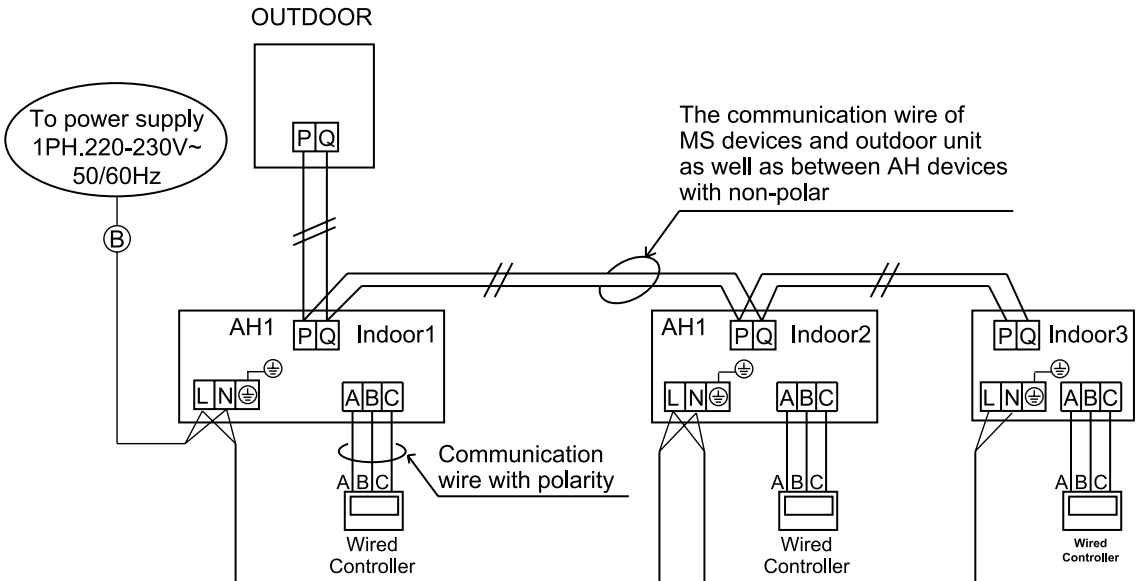 OUTDOOR
To power supply
1PH.220-230V~
50/60Hz
B
P Q
The communication wire of
MS devices and outdoor unit
as well as between AH devices
with non-polar
AH1 P Q Indoor1
L N
A B C
Communication
wire with polarity
A B C
Wired
Controller
AH1 P Q Indoor2
L N
A B C
A B C
Wired
Controller
P Q Indoor3
L N
A B C
A B C
Wired
Controller